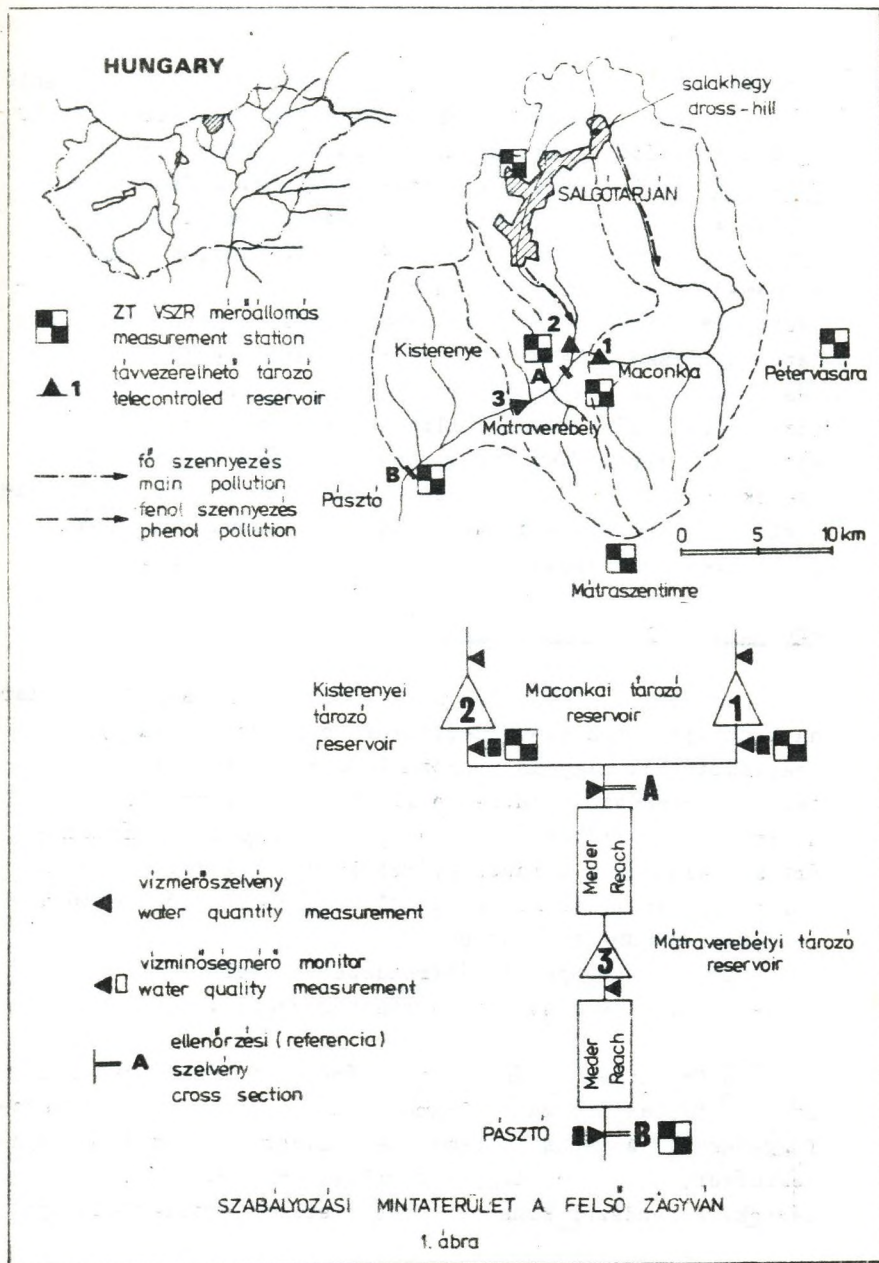 HUNGARY
salakhegy
dross-hill
SALGÓTARJÁN
ZT VSZR mérőállomás
measurement station
távvezérelhető tározó
1 telecontroled reservoir
fő szennyezés
main pollution
fenol szennyezés
phenol pollution
Kisterenye
2
A
1
Maconka
Pétervására
3
Mátraverebély
B
Pásztó
0 5 10 km
Mátraszentimre
Kisterenyei
tározó
reservoir
2
Maconkai tározó
reservoir
1
A
Meder
Reach
vízmérőszelvény
water quantity measurement
3
Mátraverebélyi tározó
reservoir
vízminőségmérő monitor
water quality measurement
Meder
Reach
ellenőrzési (referencia)
A szelvény
cross section
PÁSZTÓ
B
SZABÁLYOZÁSI MINTATERÜLET A FELSŐ ZAGYVÁN
1. ábra